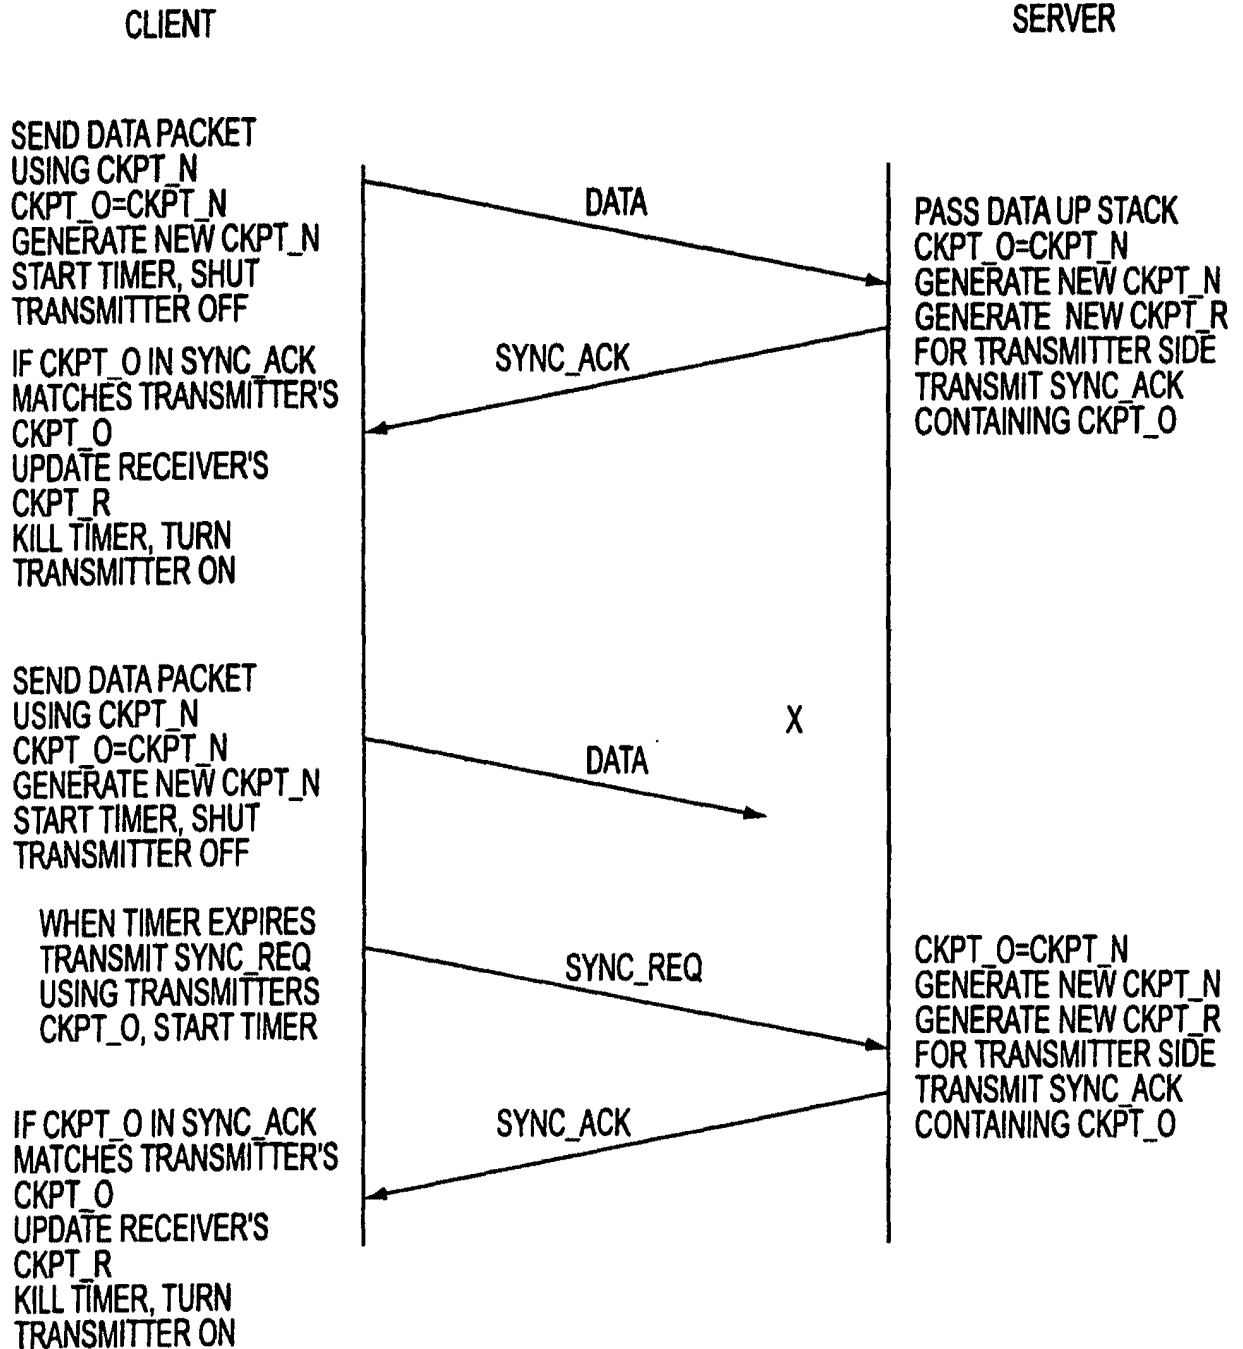 CLIENT
SERVER
SEND DATA PACKET
USING CKPT_N
CKPT_O=CKPT_N
GENERATE NEW CKPT_N
START TIMER, SHUT
TRANSMITTER OFF
DATA
PASS DATA UP STACK
CKPT_O=CKPT_N
GENERATE NEW CKPT_N
GENERATE NEW CKPT_R
FOR TRANSMITTER SIDE
TRANSMIT SYNC_ACK
CONTAINING CKPT_O
SYNC_ACK
IF CKPT_O IN SYNC_ACK
MATCHES TRANSMITTER'S
CKPT_O
UPDATE RECEIVER'S
CKPT_R
KILL TIMER, TURN
TRANSMITTER ON
SEND DATA PACKET
USING CKPT_N
CKPT_O=CKPT_N
GENERATE NEW CKPT_N
START TIMER, SHUT
TRANSMITTER OFF
DATA
X
WHEN TIMER EXPIRES
TRANSMIT SYNC_REQ
USING TRANSMITTERS
CKPT_O, START TIMER
SYNC_REQ
CKPT_O=CKPT_N
GENERATE NEW CKPT_N
GENERATE NEW CKPT_R
FOR TRANSMITTER SIDE
TRANSMIT SYNC_ACK
CONTAINING CKPT_O
SYNC_ACK
IF CKPT_O IN SYNC_ACK
MATCHES TRANSMITTER'S
CKPT_O
UPDATE RECEIVER'S
CKPT_R
KILL TIMER, TURN
TRANSMITTER ON